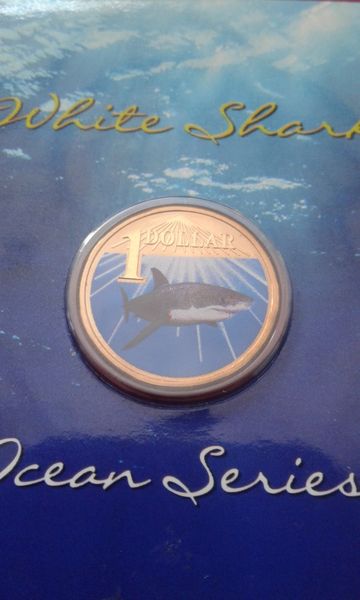 White Shark
1 DOLLAR
Ocean Series